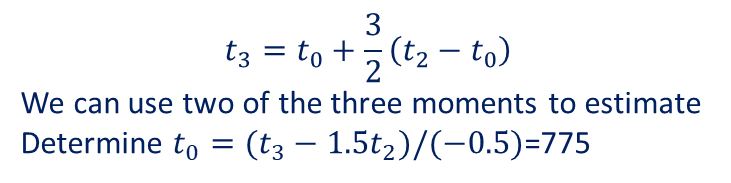 t₃ = t₀ + 3/2 (t₂ − t₀)
We can use two of the three moments to estimate
Determine t₀ = (t₃ − 1.5t₂)/(−0.5)=775